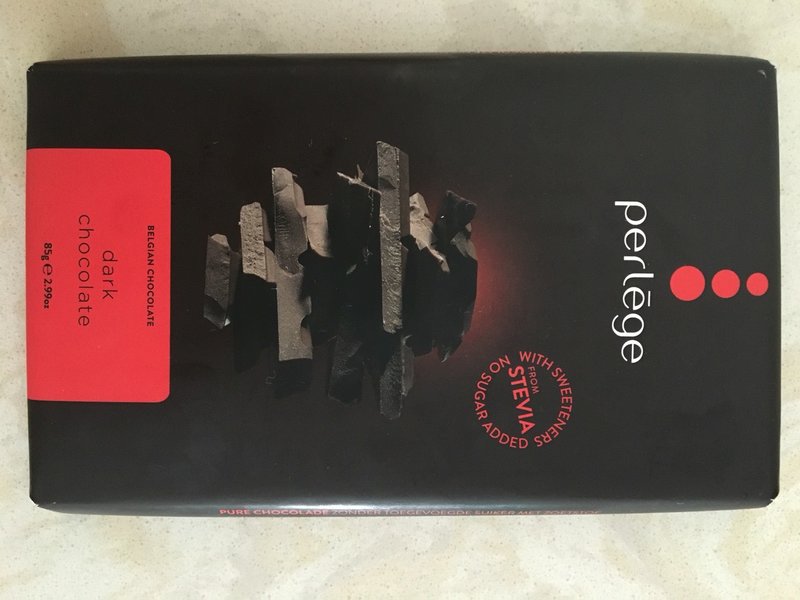 perlēge
WITH SWEETENERS
FROM
STEVIA
NO SUGAR ADDED
BELGIAN CHOCOLATE
dark
chocolate
85g ℮ 2.99oz
PURE CHOCOLADE ZONDER TOEGEVOEGDE SUIKER MET ZOETSTOF